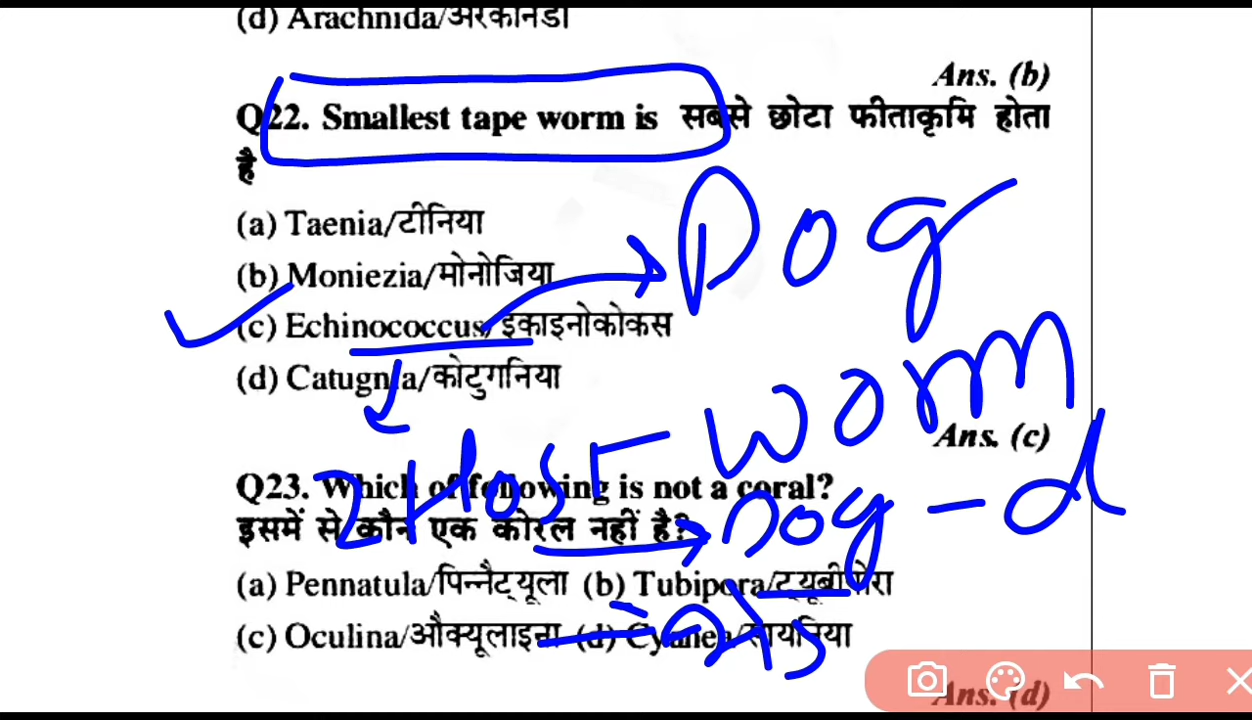 (d) Arachnida/अरेकनिडा
Ans. (b)
Q22. Smallest tape worm is सबसे छोटा फीताकृमि होता
है
(a) Taenia/टीनिया
Dog
(b) Moniezia/मोनोजिया
(c) Echinococcus/ इकाइनोकोकस
(d) Catugnia/कोटुगनिया
worm
Ans. (c)
2 Host
Q23. Which of following is not a coral?
Dog - d
इसमें से कौन एक कोरल नहीं है?
(a) Pennatula/पिन्नैट्यूला (b) Tubipora/ट्यूबीपोरा
(c) Oculina/औक्यूलाइना (d) Cyanea/सायनिया
Ans. (d)